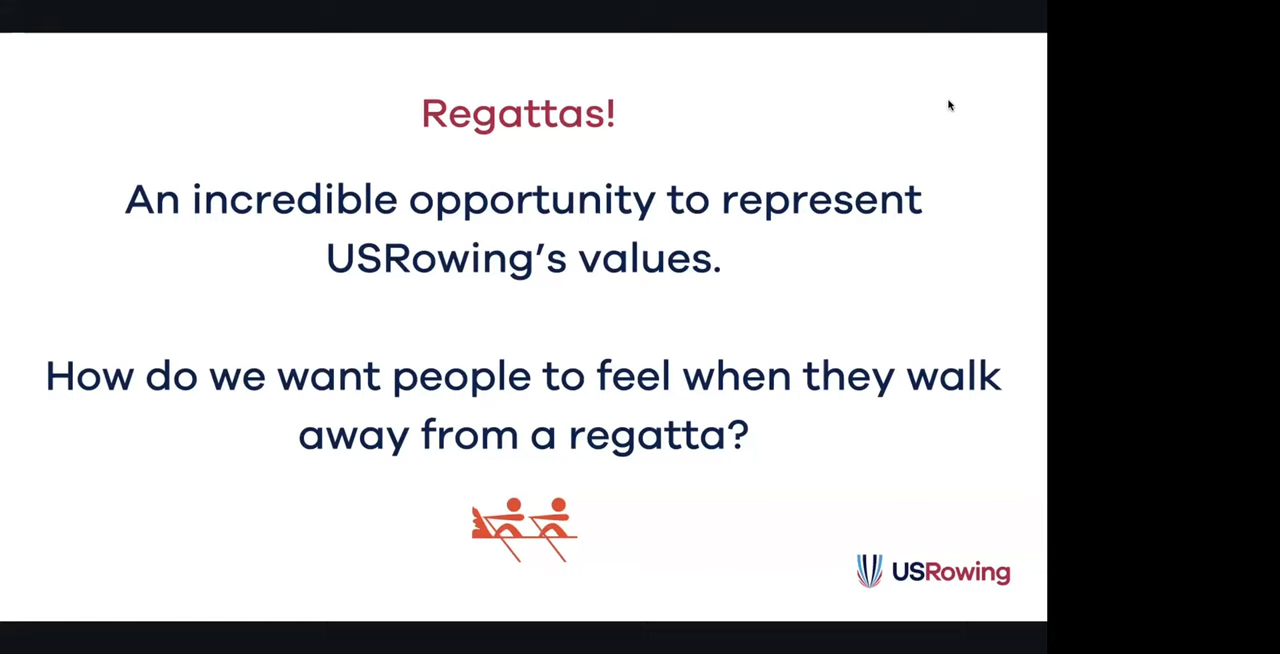 Regattas!
An incredible opportunity to represent
USRowing’s values.
How do we want people to feel when they walk
away from a regatta?
USRowing